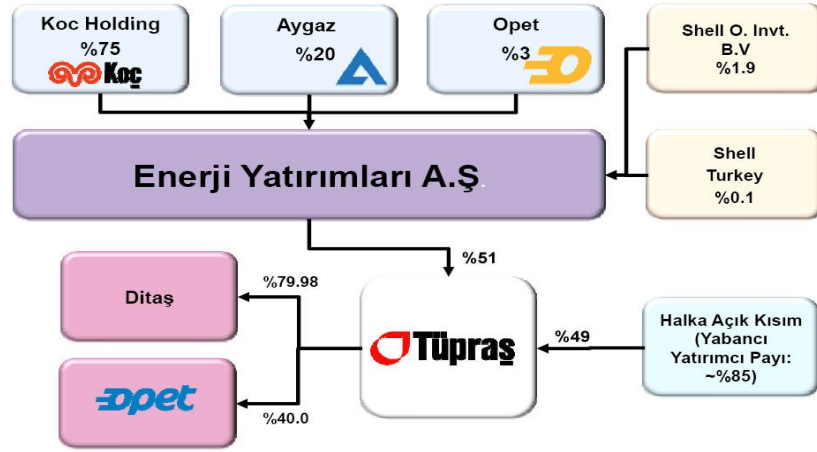 Koc Holding
%75
Koç
Aygaz
%20
Opet
%3
Shell O. Invt.
B.V
%1.9
Enerji Yatırımları A.Ş.
Shell
Turkey
%0.1
%51
%79.98
Ditaş
Tüpraş
%49
Halka Açık Kısım
(Yabancı
Yatırımcı Payı:
~%85)
opet
%40.0